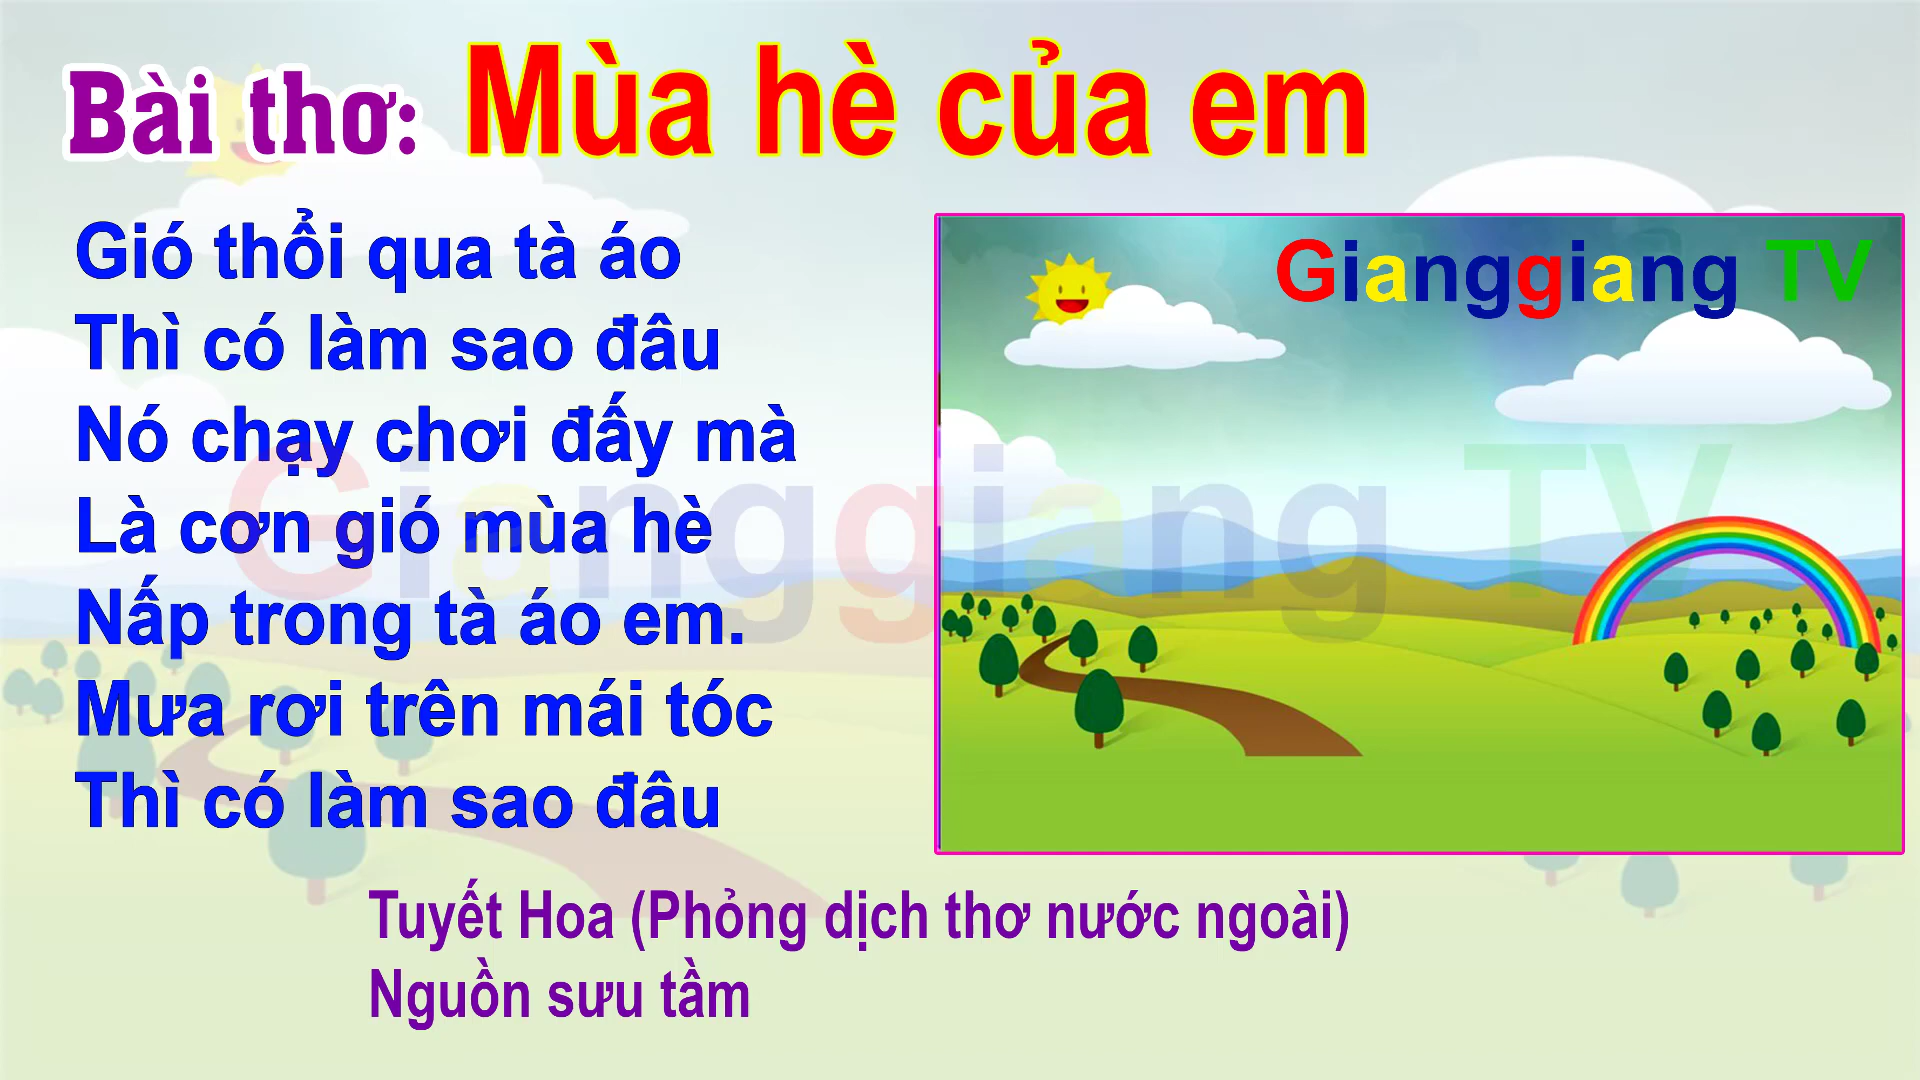 Bài thơ: Mùa hè của em
Gió thổi qua tà áo
Thì có làm sao đâu
Nó chạy chơi đấy mà
Là cơn gió mùa hè
Nấp trong tà áo em.
Mưa rơi trên mái tóc
Thì có làm sao đâu
Gianggiang TV
Gianggiang TV
Tuyết Hoa (Phỏng dịch thơ nước ngoài)
Nguồn sưu tầm